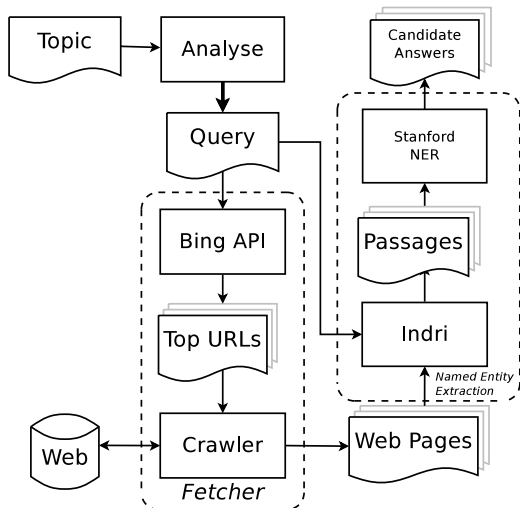 Topic
Analyse
Query
Bing API
Top URLs
Crawler
Web
Fetcher
Web Pages
Named Entity
Extraction
Indri
Passages
Stanford
NER
Candidate
Answers